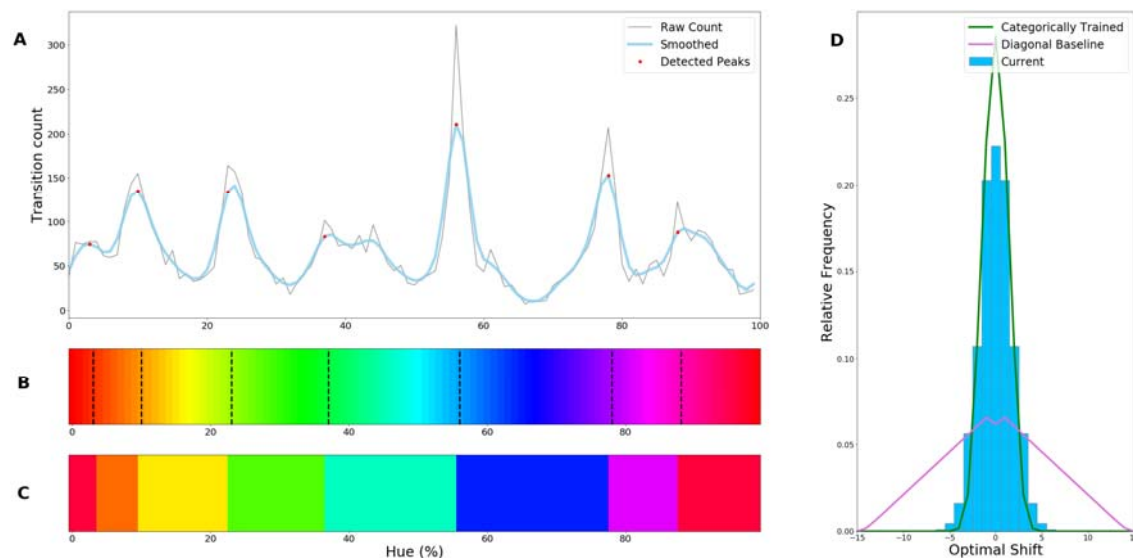 A
Transition count
300
250
200
150
100
50
0
0 20 40 60 80 100
Raw Count
Smoothed
Detected Peaks
B
0 20 40 60 80
C
0 20 40 60 80
Hue (%)
D
Relative Frequency
0.25
0.20
0.15
0.10
0.05
0.00
−15 −10 −5 0 5 10 15
Optimal Shift
Categorically Trained
Diagonal Baseline
Current